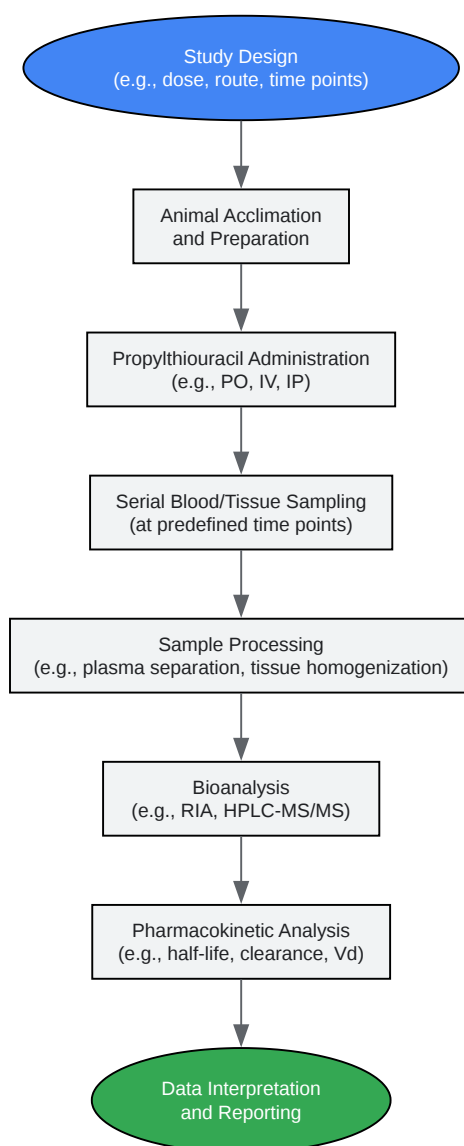 Study Design
(e.g., dose, route, time points)
Animal Acclimation
and Preparation
Propylthiouracil Administration
(e.g., PO, IV, IP)
Serial Blood/Tissue Sampling
(at predefined time points)
Sample Processing
(e.g., plasma separation, tissue homogenization)
Bioanalysis
(e.g., RIA, HPLC-MS/MS)
Pharmacokinetic Analysis
(e.g., half-life, clearance, Vd)
Data Interpretation
and Reporting